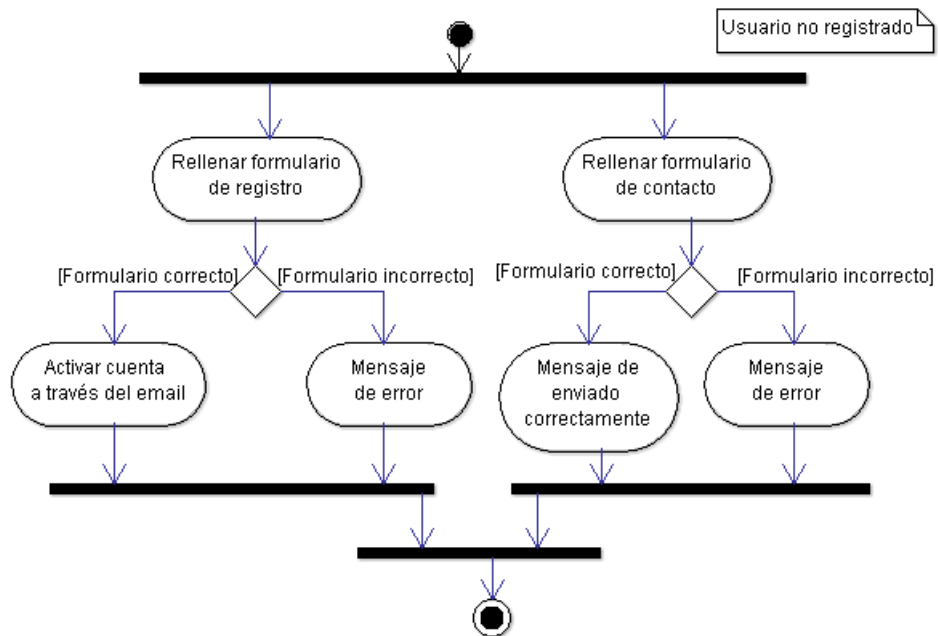 Usuario no registrado
Rellenar formulario
de registro
Rellenar formulario
de contacto
[Formulario correcto]
[Formulario incorrecto]
[Formulario correcto]
[Formulario incorrecto]
Activar cuenta
a través del email
Mensaje
de error
Mensaje de
enviado
correctamente
Mensaje
de error